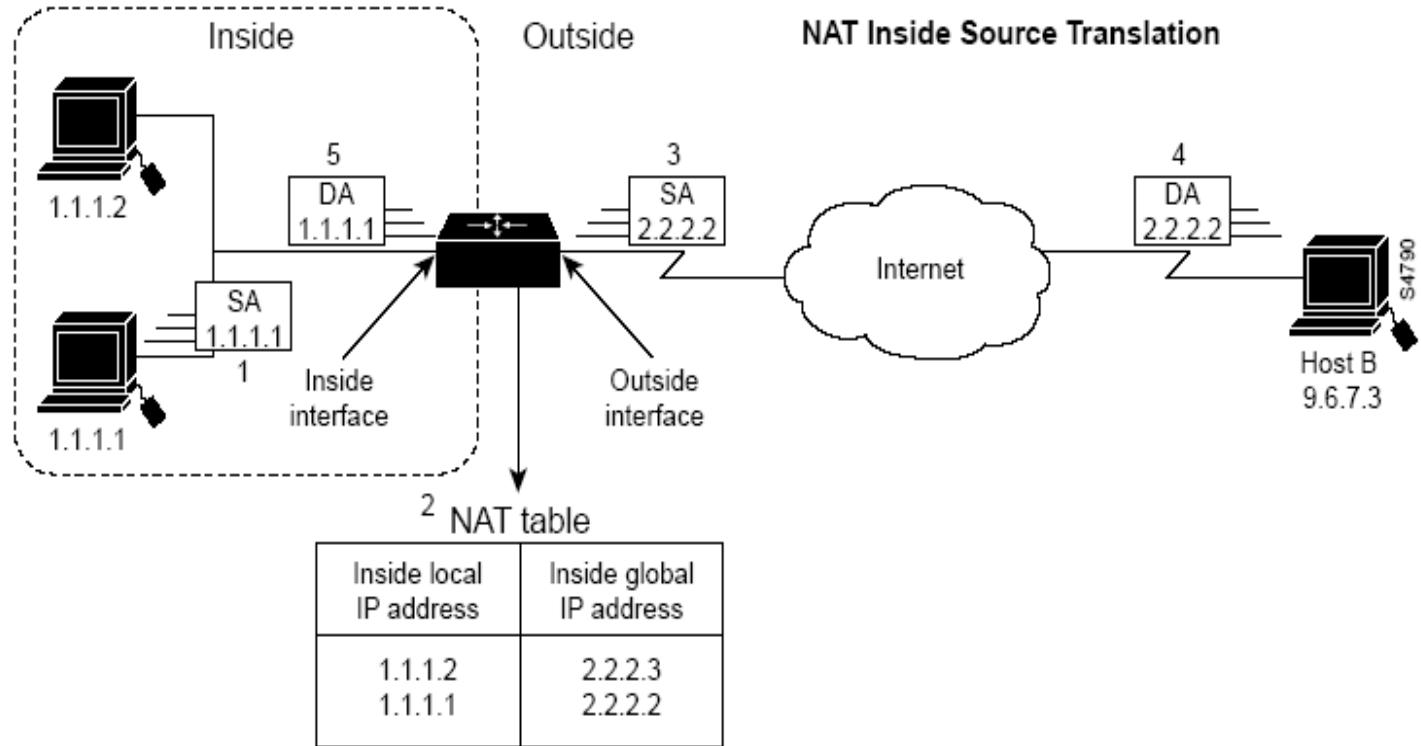 Inside
Outside
NAT Inside Source Translation
5
DA
1.1.1.1
3
SA
2.2.2.2
4
DA
2.2.2.2
1.1.1.2
SA
1.1.1.1
1
1.1.1.1
Inside
interface
Outside
interface
Internet
Host B
9.6.7.3
S4790
2
NAT table
Inside local
IP address
Inside global
IP address
1.1.1.2
2.2.2.3
1.1.1.1
2.2.2.2